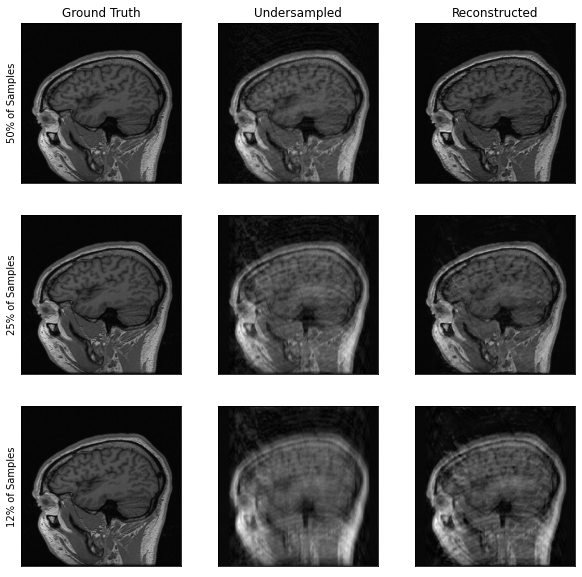 Ground Truth
Undersampled
Reconstructed
50% of Samples
25% of Samples
12% of Samples